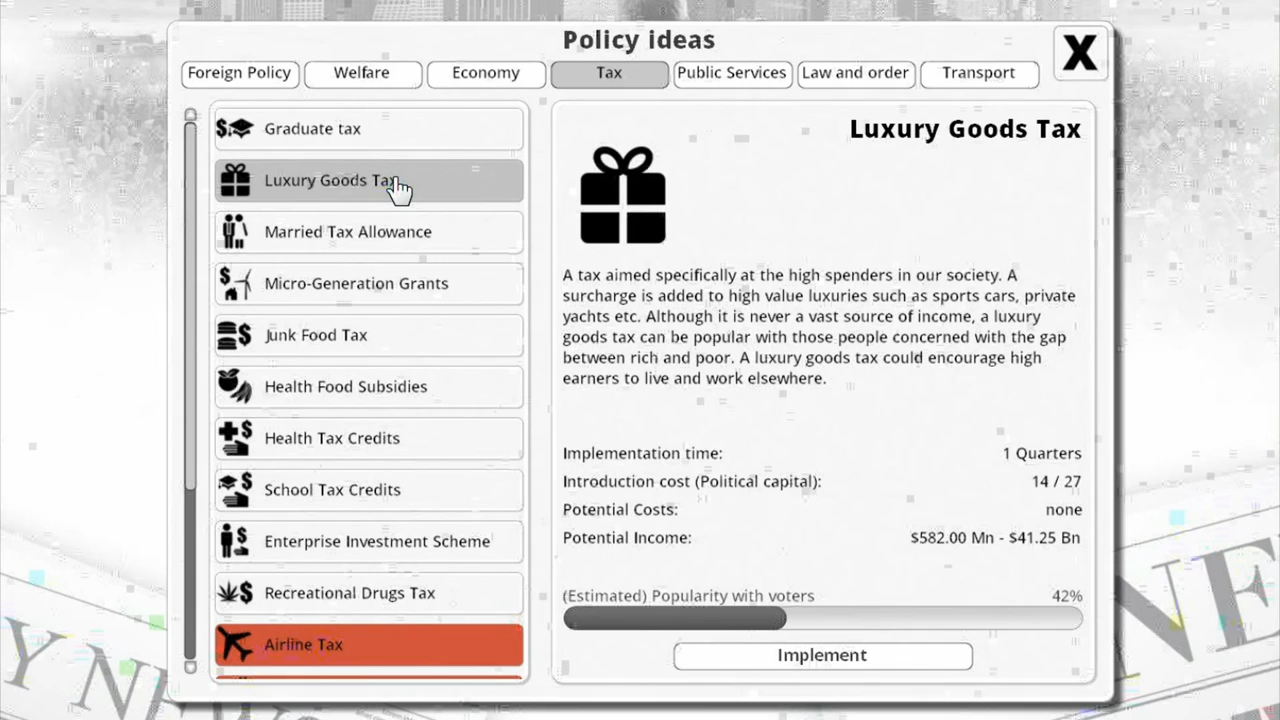 Policy ideas
X
Foreign Policy
Welfare
Economy
Tax
Public Services
Law and order
Transport
Graduate tax
Luxury Goods Tax
Married Tax Allowance
Micro-Generation Grants
Junk Food Tax
Health Food Subsidies
Health Tax Credits
School Tax Credits
Enterprise Investment Scheme
Recreational Drugs Tax
Airline Tax
Luxury Goods Tax
A tax aimed specifically at the high spenders in our society. A
surcharge is added to high value luxuries such as sports cars, private
yachts etc. Although it is never a vast source of income, a luxury
goods tax can be popular with those people concerned with the gap
between rich and poor. A luxury goods tax could encourage high
earners to live and work elsewhere.
Implementation time: 1 Quarters
Introduction cost (Political capital): 14 / 27
Potential Costs: none
Potential Income: $582.00 Mn - $41.25 Bn
(Estimated) Popularity with voters 42%
Implement